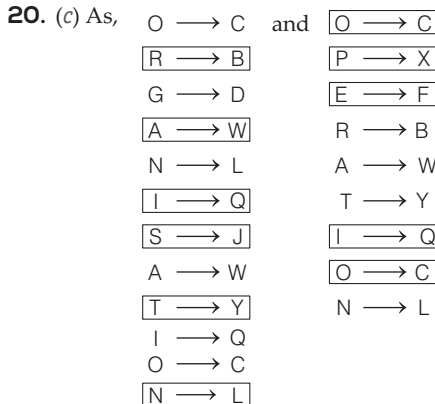 20. (c) As, O ⟶ C and O ⟶ C
R ⟶ B P ⟶ X
G ⟶ D E ⟶ F
A ⟶ W R ⟶ B
N ⟶ L A ⟶ W
I ⟶ Q T ⟶ Y
S ⟶ J I ⟶ Q
A ⟶ W O ⟶ C
T ⟶ Y N ⟶ L
I ⟶ Q
O ⟶ C
N ⟶ L